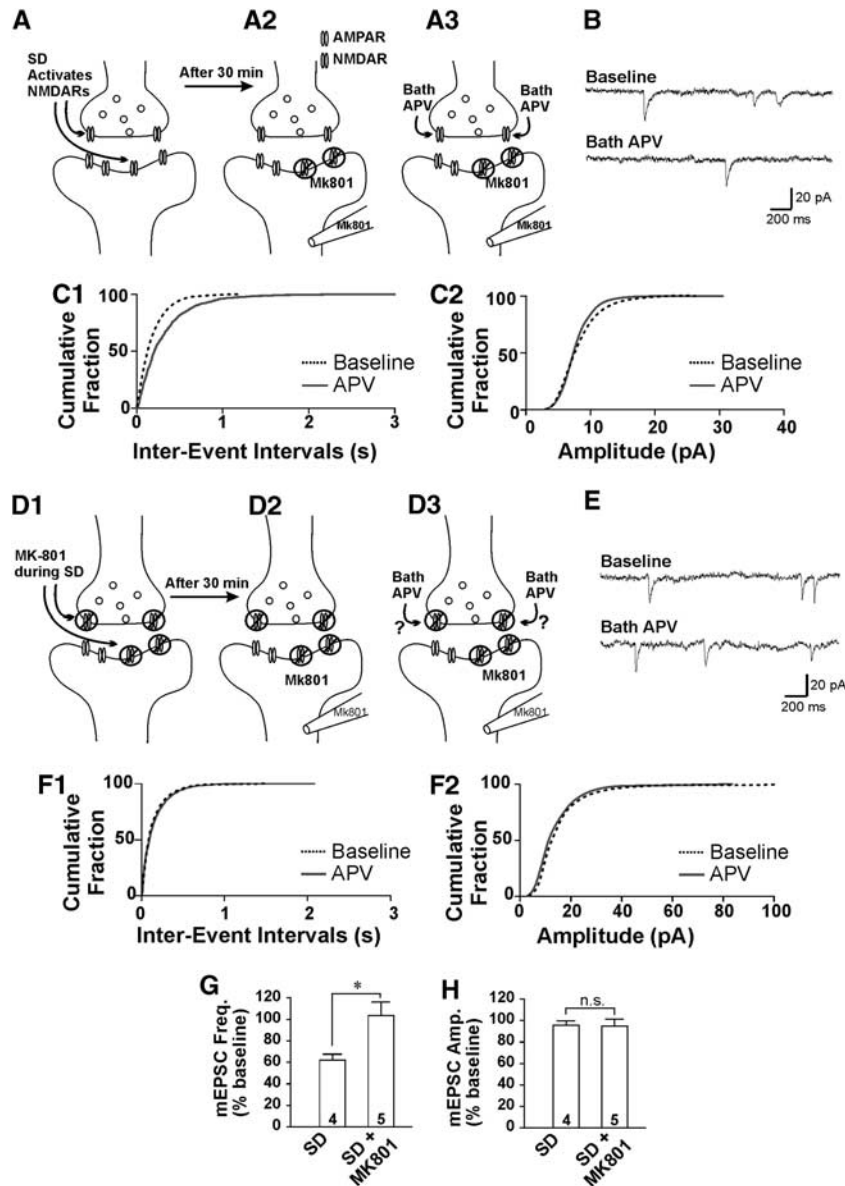 A
A2
A3
B
SD
Activates
NMDARs
After 30 min
AMPAR
NMDAR
Bath
APV
Bath
APV
Mk801
Mk801
Mk801
Mk801
Baseline
Bath APV
20 pA
200 ms
C1
Cumulative
Fraction
100
50
0
0
1
2
3
Baseline
APV
Inter-Event Intervals (s)
C2
Cumulative
Fraction
100
50
0
0
10
20
30
40
Baseline
APV
Amplitude (pA)
D1
D2
D3
E
MK-801
during SD
After 30 min
Bath
APV
Bath
APV
?
?
Mk801
Mk801
Mk801
Mk801
Baseline
Bath APV
20 pA
200 ms
F1
Cumulative
Fraction
100
50
0
0
1
2
3
Baseline
APV
Inter-Event Intervals (s)
F2
Cumulative
Fraction
100
50
0
0
20
40
60
80
100
Baseline
APV
Amplitude (pA)
G
mEPSC Freq.
(% baseline)
120
100
80
60
40
20
0
*
4
5
SD
SD +
MK801
H
mEPSC Amp.
(% baseline)
120
100
80
60
40
20
0
n.s.
4
5
SD
SD +
MK801